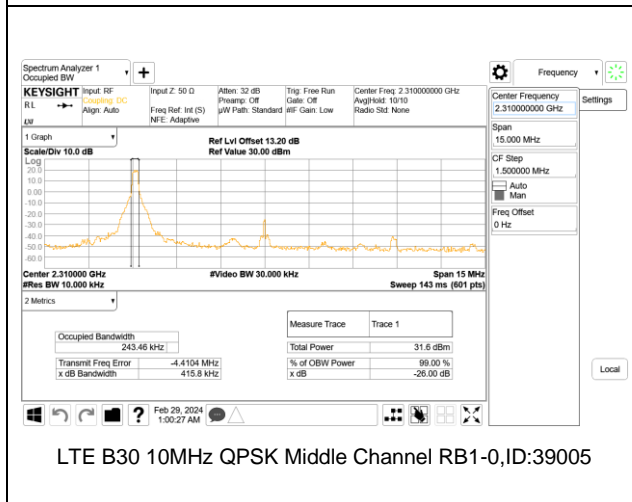 Spectrum Analyzer 1
Occupied BW
+
Frequency
KEYSIGHT
RL
Input: RF
Coupling: DC
Align: Auto
Input Z: 50 Ω
Freq Ref: Int (S)
NFE: Adaptive
Atten: 32 dB
Preamp: Off
µW Path: Standard
Trig: Free Run
Gate: Off
#IF Gain: Low
Center Freq: 2.310000000 GHz
Avg|Hold: 10/10
Radio Std: None
Center Frequency
2.310000000 GHz
Settings
Span
15.000 MHz
CF Step
1.500000 MHz
Auto
Man
Freq Offset
0 Hz
Local
1 Graph
Scale/Div 10.0 dB
Ref Lvl Offset 13.20 dB
Ref Value 30.00 dBm
Log
20.0
10.0
0.00
-10.0
-20.0
-30.0
-40.0
-50.0
-60.0
Center 2.310000 GHz
#Video BW 30.000 kHz
Span 15 MHz
#Res BW 10.000 kHz
Sweep 143 ms (601 pts)
2 Metrics
Measure Trace Trace 1
Occupied Bandwidth
243.46 kHz
Total Power 31.6 dBm
Transmit Freq Error -4.4104 MHz
% of OBW Power 99.00 %
x dB Bandwidth 415.8 kHz
x dB -26.00 dB
?
Feb 29, 2024
1:00:27 AM
LTE B30 10MHz QPSK Middle Channel RB1-0,ID:39005